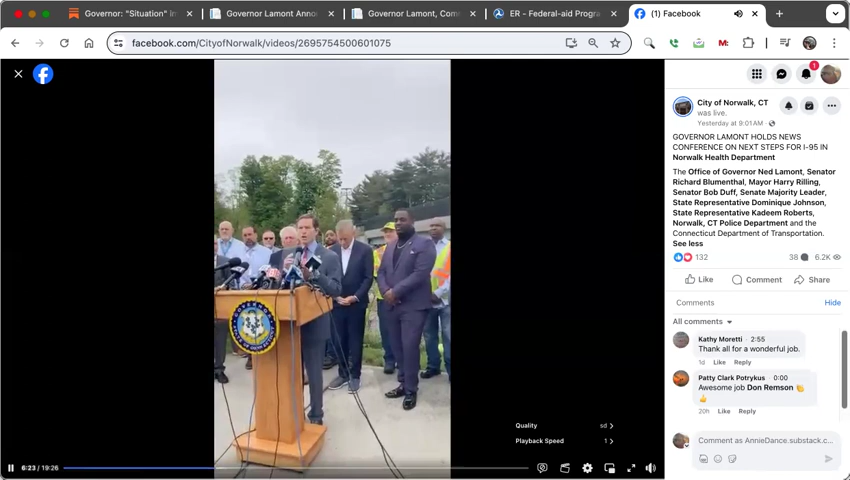 Governor: "Situation" in
Governor Lamont Anno
Governor Lamont, Com
ER - Federal-aid Progra
(1) Facebook
facebook.com/CityofNorwalk/videos/2695754500601075
M:
1
City of Norwalk, CT
was live.
Yesterday at 9:01 AM ·
GOVERNOR LAMONT HOLDS NEWS
CONFERENCE ON NEXT STEPS FOR I-95 IN
Norwalk Health Department
The Office of Governor Ned Lamont, Senator
Richard Blumenthal, Mayor Harry Rilling,
Senator Bob Duff, Senate Majority Leader,
State Representative Dominique Johnson,
State Representative Kadeem Roberts,
Norwalk, CT Police Department and the
Connecticut Department of Transportation.
See less
132
38
6.2K
Like
Comment
Share
Comments
Hide
All comments
Kathy Moretti · 2:55
Thank all for a wonderful job.
1d Like Reply
Patty Clark Potrykus · 0:00
Awesome job Don Remson
20h Like Reply
Comment as AnnieDance.substack.c...
GOVERNOR
Quality sd
Playback Speed 1
6:23 / 19:26